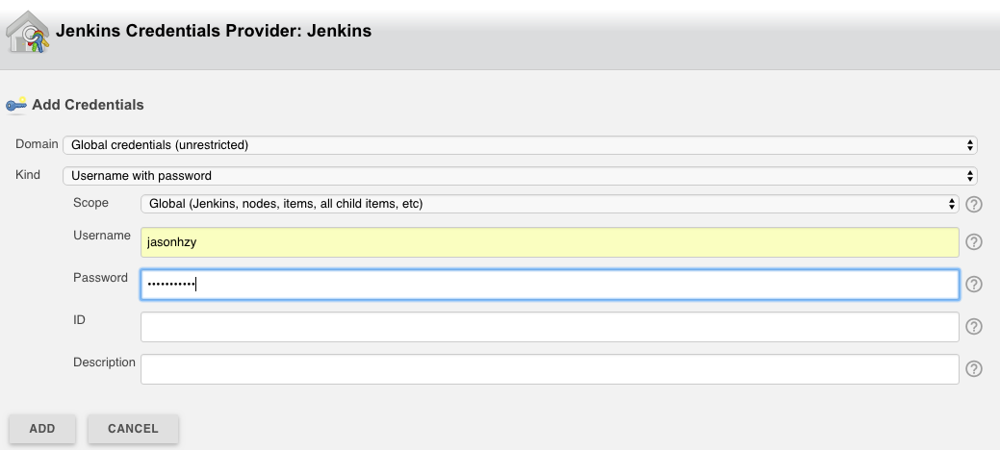 Jenkins Credentials Provider: Jenkins
Add Credentials
Domain Global credentials (unrestricted)
Kind Username with password
Scope Global (Jenkins, nodes, items, all child items, etc)
Username jasonhzy
Password •••••••••••
ID
Description
ADD CANCEL